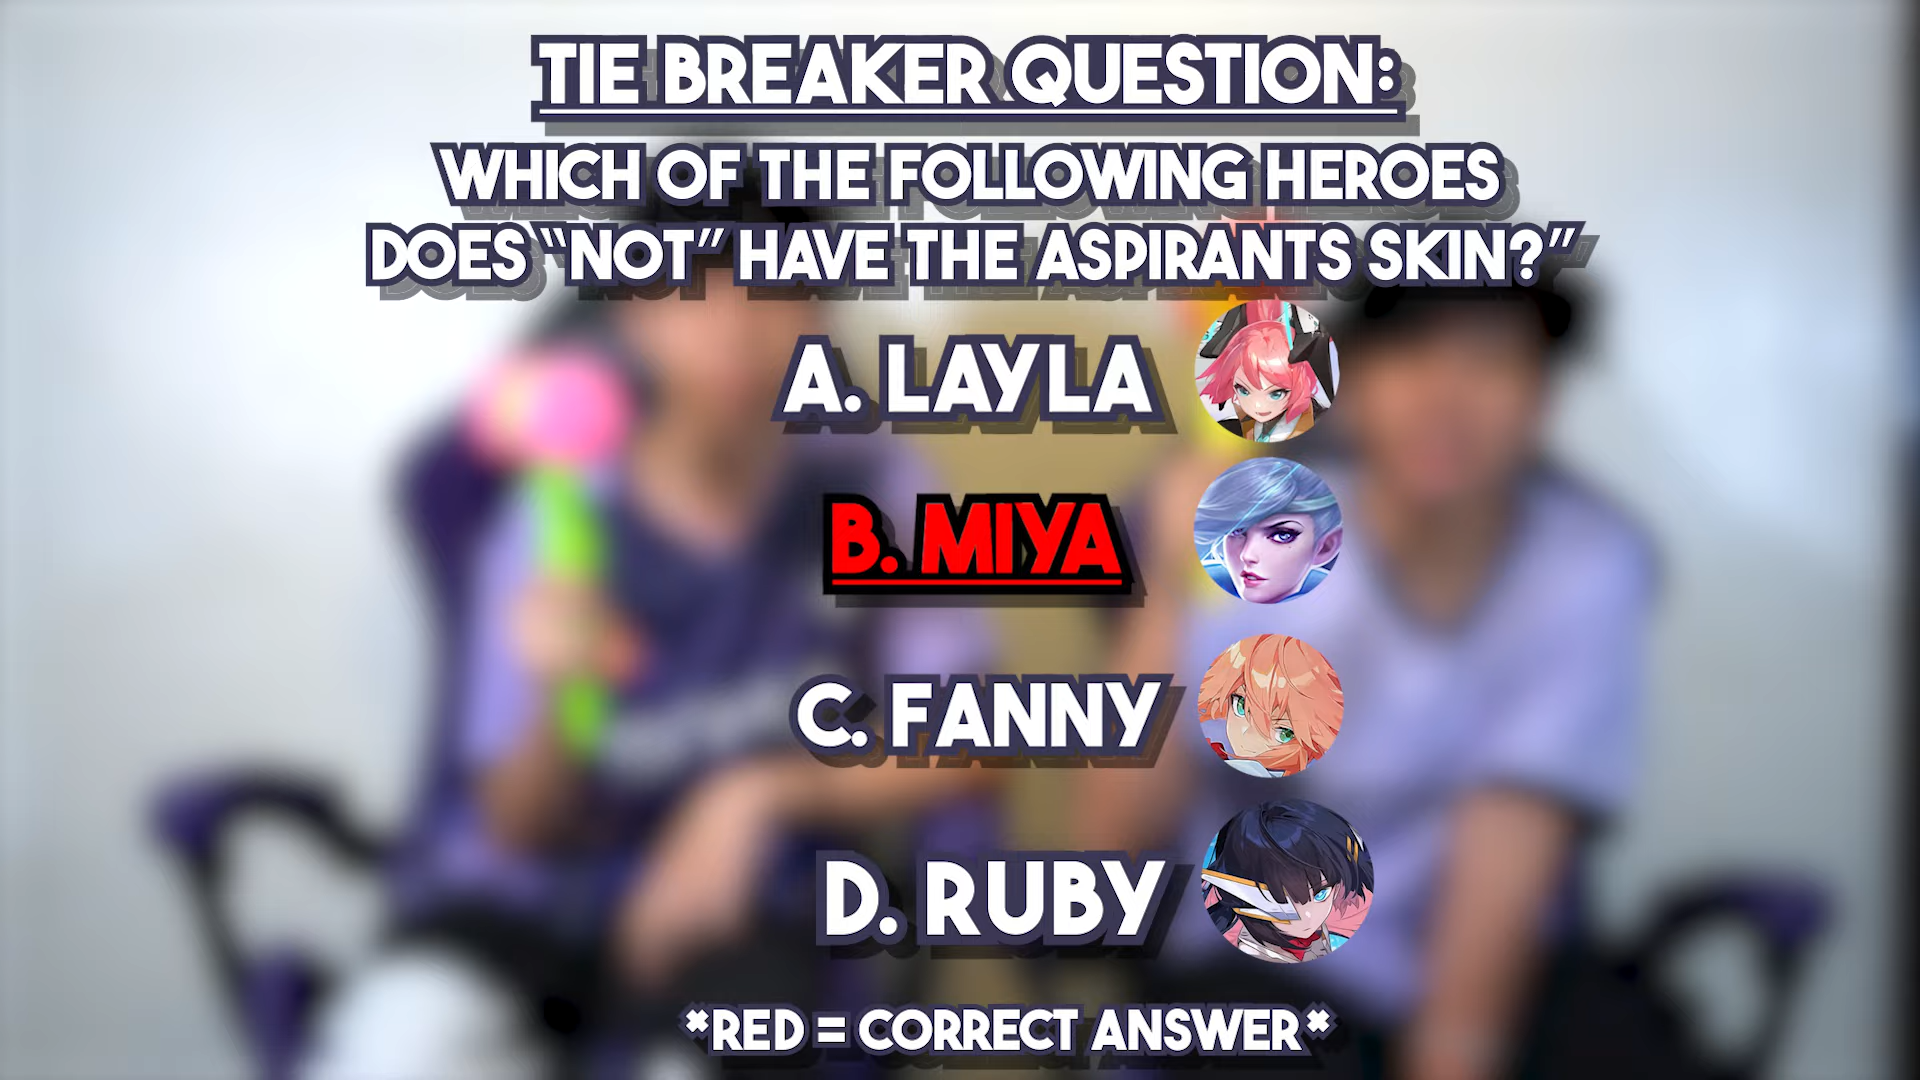 TIE BREAKER QUESTION:
WHICH OF THE FOLLOWING HEROES
DOES "NOT" HAVE THE ASPIRANTS SKIN?"
A. LAYLA
B. MIYA
C. FANNY
D. RUBY
*RED = CORRECT ANSWER*